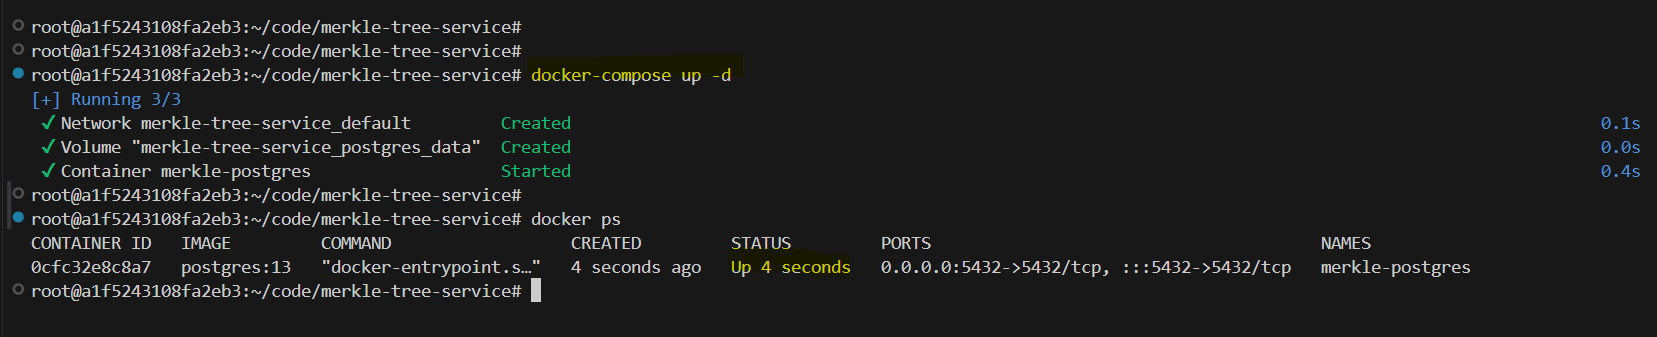 root@a1f5243108fa2eb3:~/code/merkle-tree-service#
root@a1f5243108fa2eb3:~/code/merkle-tree-service#
root@a1f5243108fa2eb3:~/code/merkle-tree-service# docker-compose up -d
[+] Running 3/3
✔ Network merkle-tree-service_default Created 0.1s
✔ Volume "merkle-tree-service_postgres_data" Created 0.0s
✔ Container merkle-postgres Started 0.4s
root@a1f5243108fa2eb3:~/code/merkle-tree-service#
root@a1f5243108fa2eb3:~/code/merkle-tree-service# docker ps
CONTAINER ID IMAGE COMMAND CREATED STATUS PORTS NAMES
0cfc32e8c8a7 postgres:13 "docker-entrypoint.s…" 4 seconds ago Up 4 seconds 0.0.0.0:5432->5432/tcp, :::5432->5432/tcp merkle-postgres
root@a1f5243108fa2eb3:~/code/merkle-tree-service#